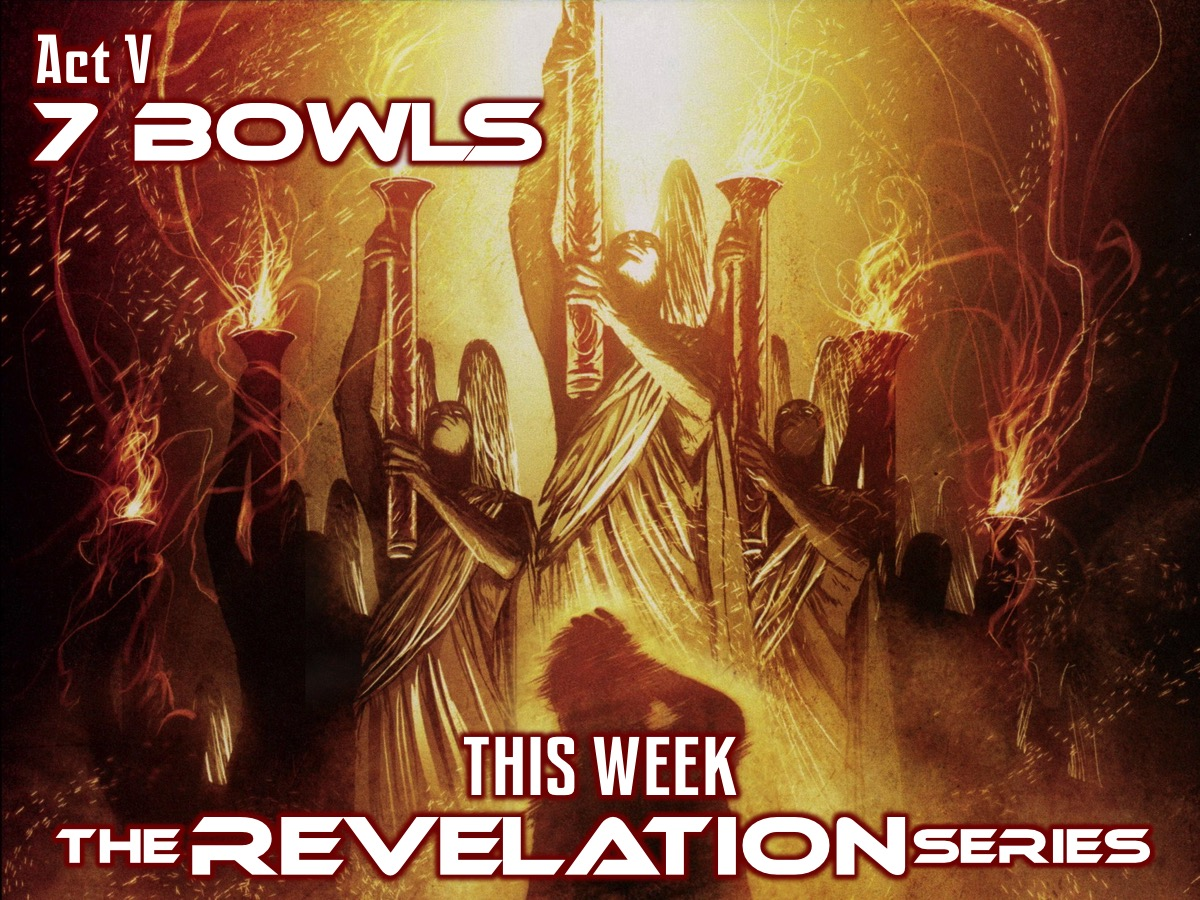 Act V
7 BOWLS
THIS WEEK
THE REVELATION SERIES